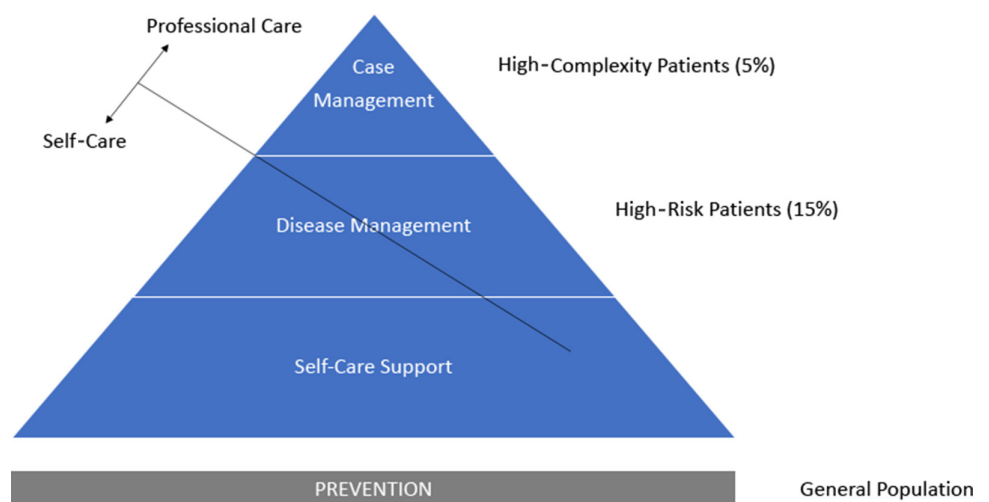 Professional Care
Case
Management
High-Complexity Patients (5%)
Self-Care
Disease Management
High-Risk Patients (15%)
Self-Care Support
PREVENTION
General Population